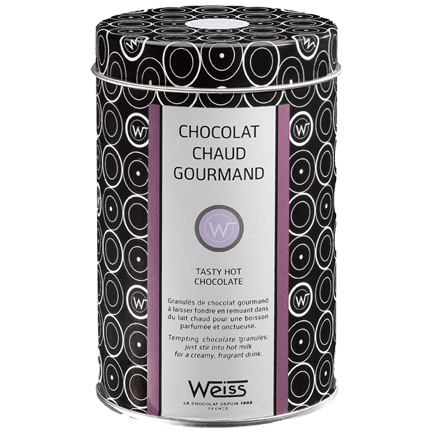 CHOCOLAT
CHAUD
GOURMAND
W
TASTY HOT
CHOCOLATE
Granulés de chocolat gourmand
à laisser fondre en remuant dans
du lait chaud pour une boisson
parfumée et onctueuse.
Tempting chocolate granules:
just stir into hot milk
for a creamy, fragrant drink.
Weiss
LE CHOCOLAT DEPUIS 1882
FRANCE